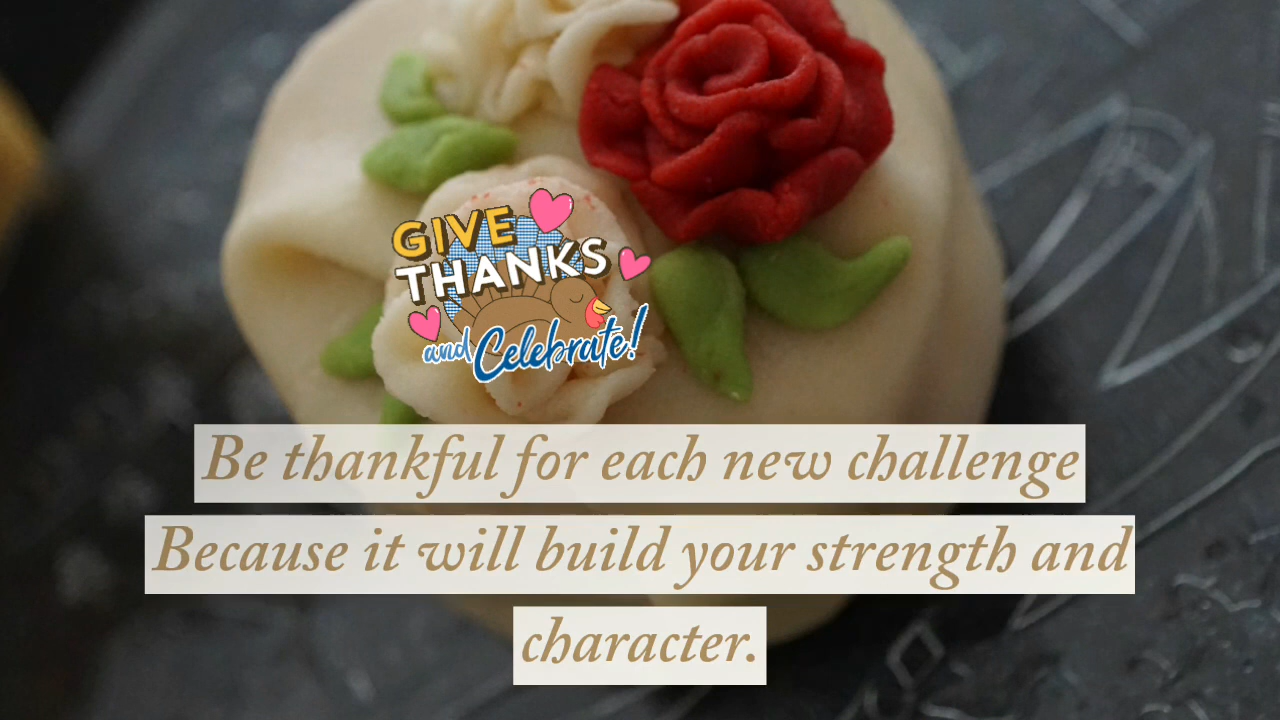 GIVE
THANKS
and Celebrate!
Be thankful for each new challenge
Because it will build your strength and
character.